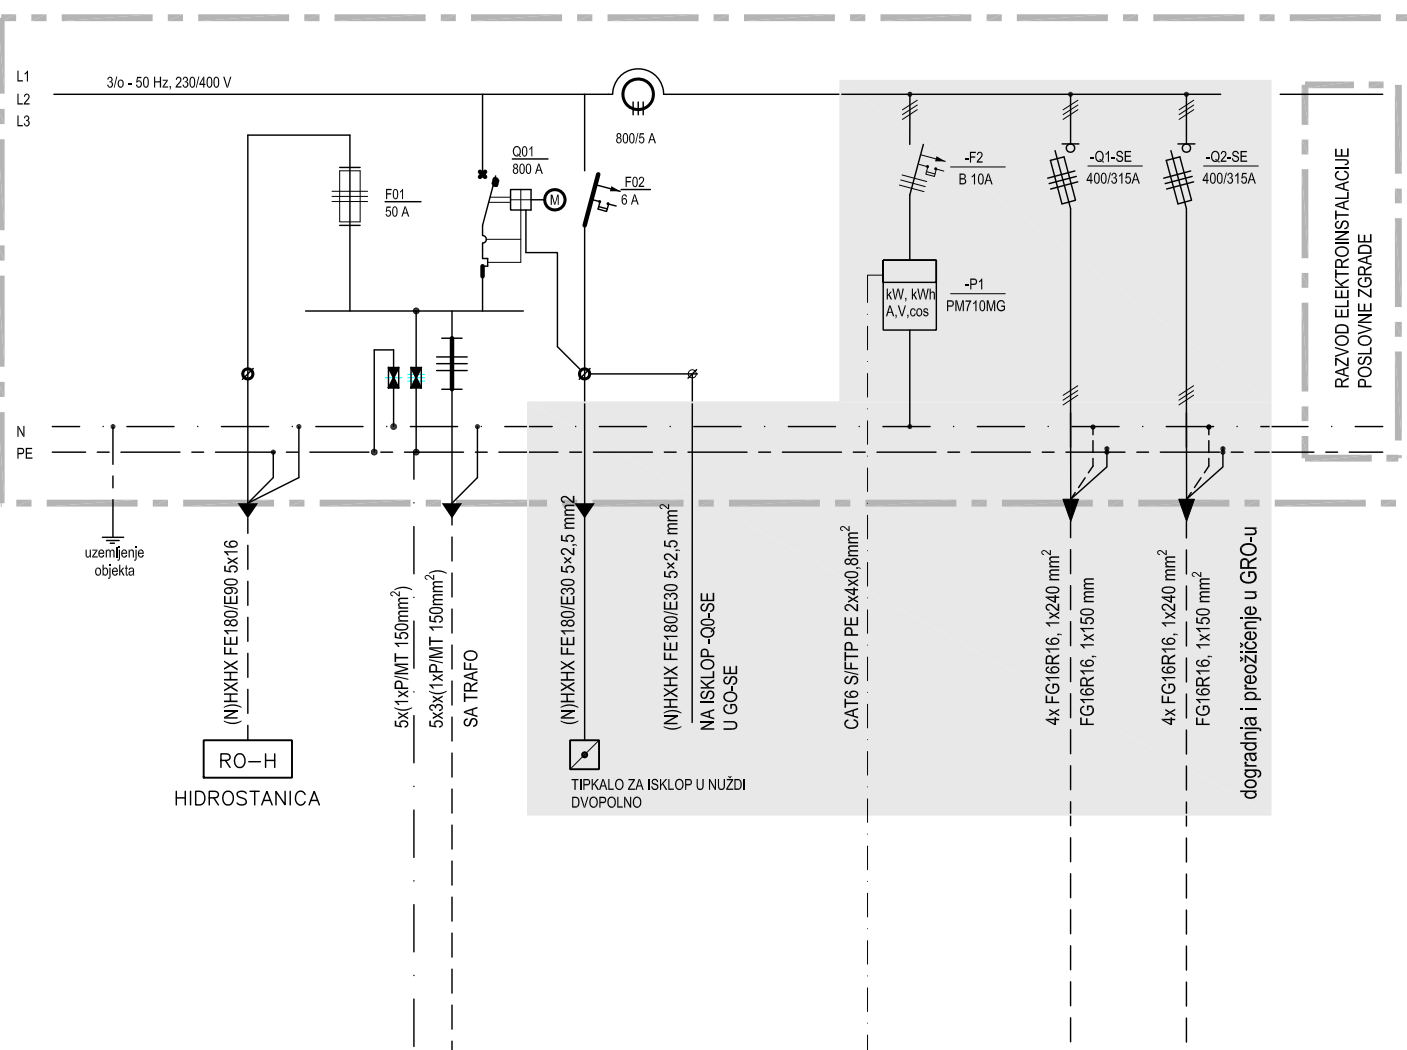 L1
L2
L3
3/o - 50 Hz, 230/400 V
800/5 A
Q01
800 A
F01
50 A
F02
6 A
M
-F2
B 10A
-Q1-SE
400/315A
-Q2-SE
400/315A
kW, kWh
A,V,cos
-P1
PM710MG
RAZVOD ELEKTROINSTALACIJE
POSLOVNE ZGRADE
N
PE
uzemljenje
objekta
(N)HXHX FE180/E90 5x16
5x(1xP/MT 150mm²)
5x3x(1xP/MT 150mm²)
SA TRAFO
(N)HXHX FE180/E30 5×2,5 mm2
(N)HXHX FE180/E30 5×2,5 mm²
NA ISKLOP -Q0-SE
U GO-SE
CAT6 S/FTP PE 2x4x0,8mm²
4x FG16R16, 1x240 mm²
FG16R16, 1x150 mm
4x FG16R16, 1x240 mm²
FG16R16, 1x150 mm²
dogradnja i preožičenje u GRO-u
RO-H
HIDROSTANICA
TIPKALO ZA ISKLOP U NUŽDI
DVOPOLNO